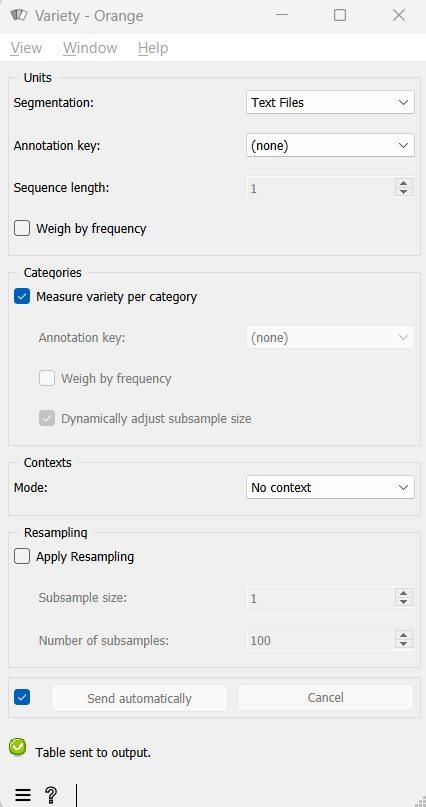 Variety - Orange
View Window Help
Units
Segmentation: Text Files
Annotation key: (none)
Sequence length: 1
Weigh by frequency
Categories
Measure variety per category
Annotation key: (none)
Weigh by frequency
Dynamically adjust subsample size
Contexts
Mode: No context
Resampling
Apply Resampling
Subsample size: 1
Number of subsamples: 100
Send automatically Cancel
Table sent to output.
?